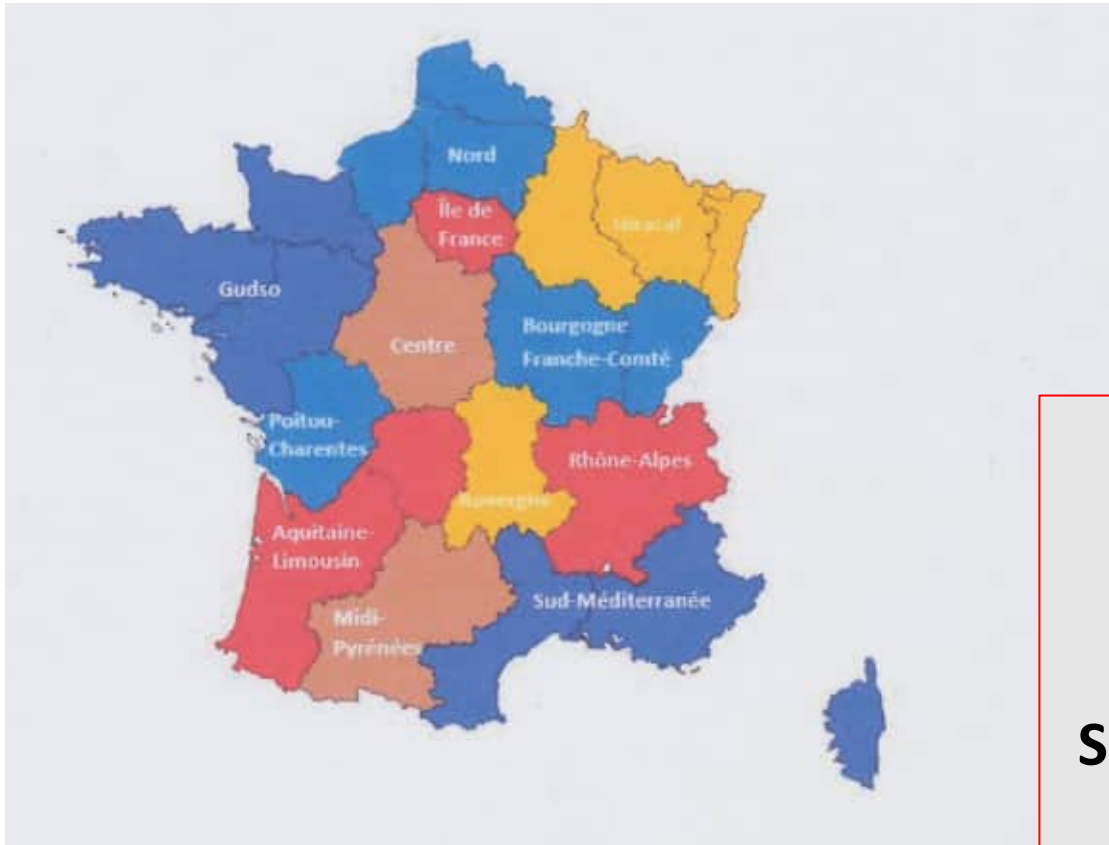 Nord
Île de
France
Gudso
Centre
Bourgogne
Franche-Comté
Poitou-
Charentes
Rhône-Alpes
Auvergne
Aquitaine-
Limousin
Sud-Méditerranée
Midi-
Pyrénées
S